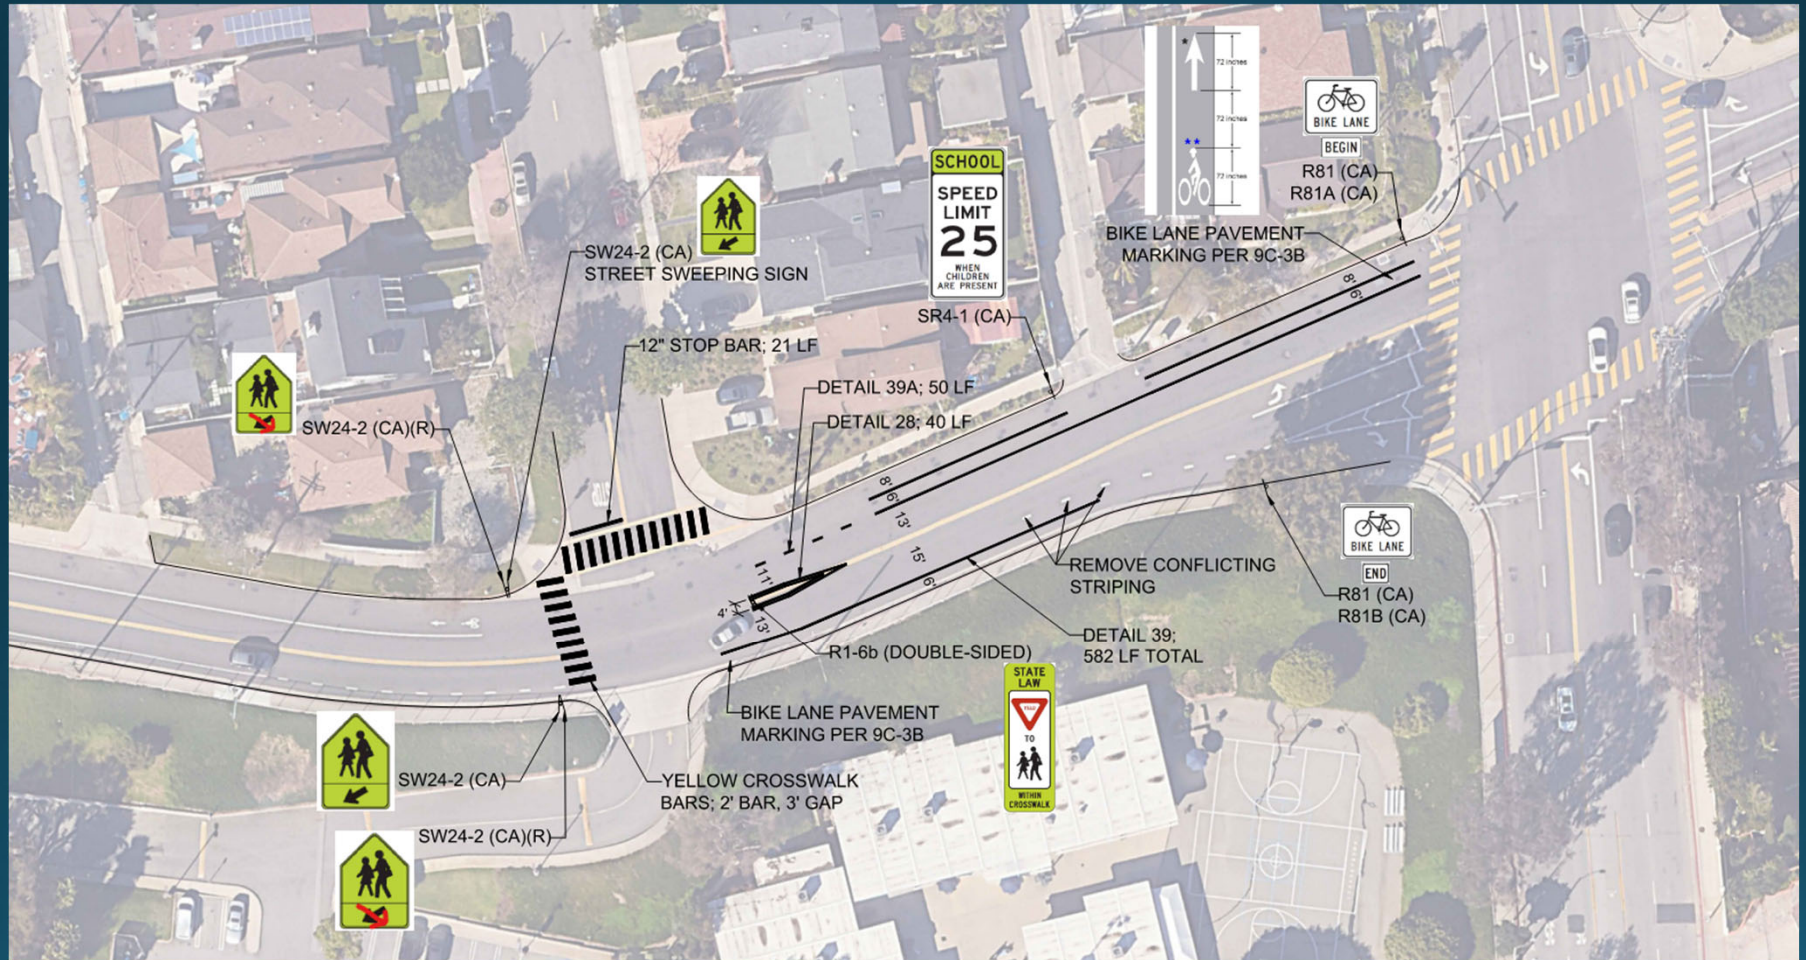 *
72 inches
72 inches
**
72 inches
BIKE LANE
BEGIN
R81 (CA)
R81A (CA)
BIKE LANE PAVEMENT
MARKING PER 9C-3B
8'
6'
SCHOOL
SPEED
LIMIT
25
WHEN
CHILDREN
ARE PRESENT
SR4-1 (CA)
SW24-2 (CA)
STREET SWEEPING SIGN
12" STOP BAR; 21 LF
DETAIL 39A; 50 LF
DETAIL 28; 40 LF
SW24-2 (CA)(R)
8'
6'
13'
15'
6'
11'
4'
13'
REMOVE CONFLICTING
STRIPING
BIKE LANE
END
R81 (CA)
R81B (CA)
DETAIL 39;
582 LF TOTAL
R1-6b (DOUBLE-SIDED)
STATE
LAW
TO
WITHIN
CROSSWALK
BIKE LANE PAVEMENT
MARKING PER 9C-3B
YELLOW CROSSWALK
BARS; 2' BAR, 3' GAP
SW24-2 (CA)
SW24-2 (CA)(R)